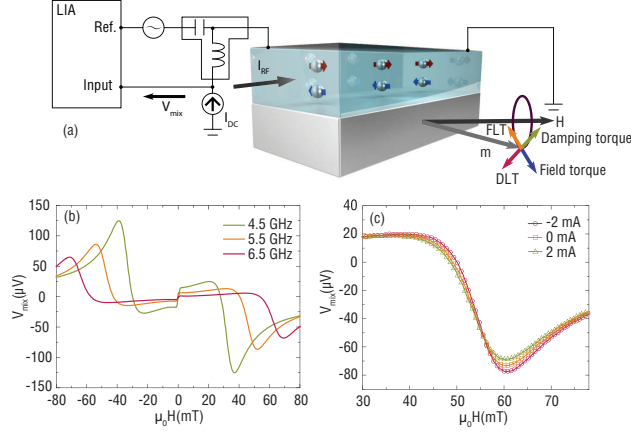 LIA
Ref.
Input
I_RF
V_mix
I_DC
(a)
FLT
H
Damping torque
m
DLT
Field torque
(b)
4.5 GHz
5.5 GHz
6.5 GHz
V_mix(µV)
150
100
50
0
-50
-100
-150
-80 -60 -40 -20 0 20 40 60 80
µ₀H(mT)
(c)
-2 mA
0 mA
2 mA
V_mix(µV)
40
20
0
-20
-40
-60
-80
30 40 50 60 70
µ₀H(mT)